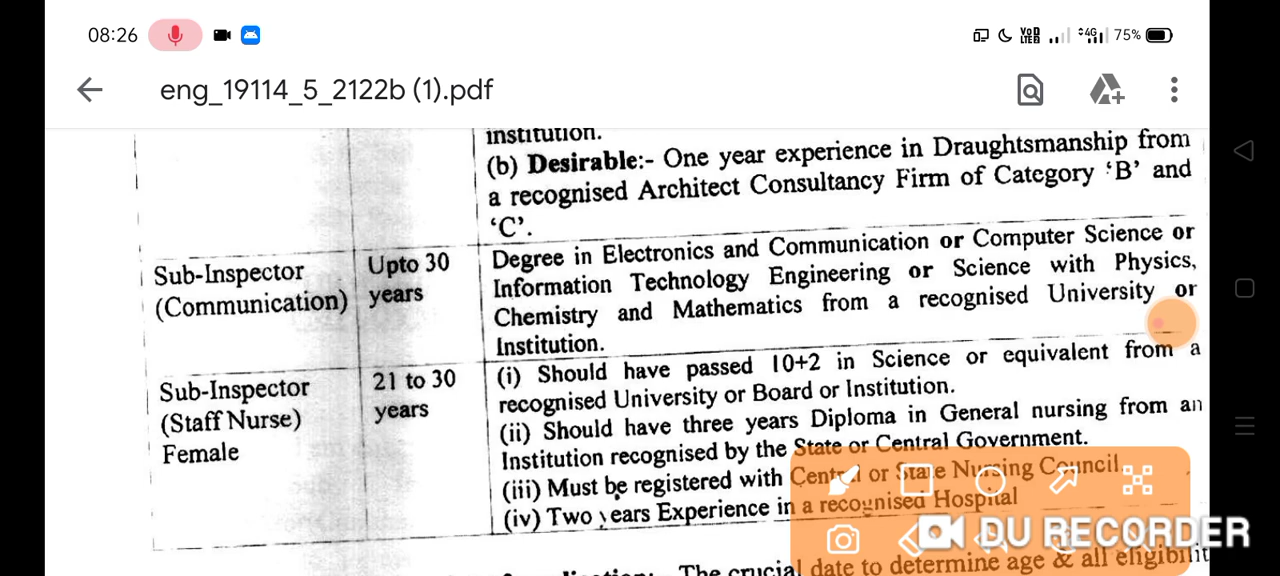 08:26
VoD LTE2 4G 75%
eng_19114_5_2122b (1).pdf
institution.
(b) Desirable:- One year experience in Draughtsmanship from
a recognised Architect Consultancy Firm of Category ‘B’ and
‘C’.
Sub-Inspector
(Communication)
Upto 30
years
Degree in Electronics and Communication or Computer Science or
Information Technology Engineering or Science with Physics,
Chemistry and Mathematics from a recognised University or
Institution.
Sub-Inspector
(Staff Nurse)
Female
21 to 30
years
(i) Should have passed 10+2 in Science or equivalent from a
recognised University or Board or Institution.
(ii) Should have three years Diploma in General nursing from an
Institution recognised by the State or Central Government.
(iii) Must be registered with Central or State Nursing Council
(iv) Two years Experience in a recognised Hospital
DU RECORDER
The crucial date to determine age & all eligibilit